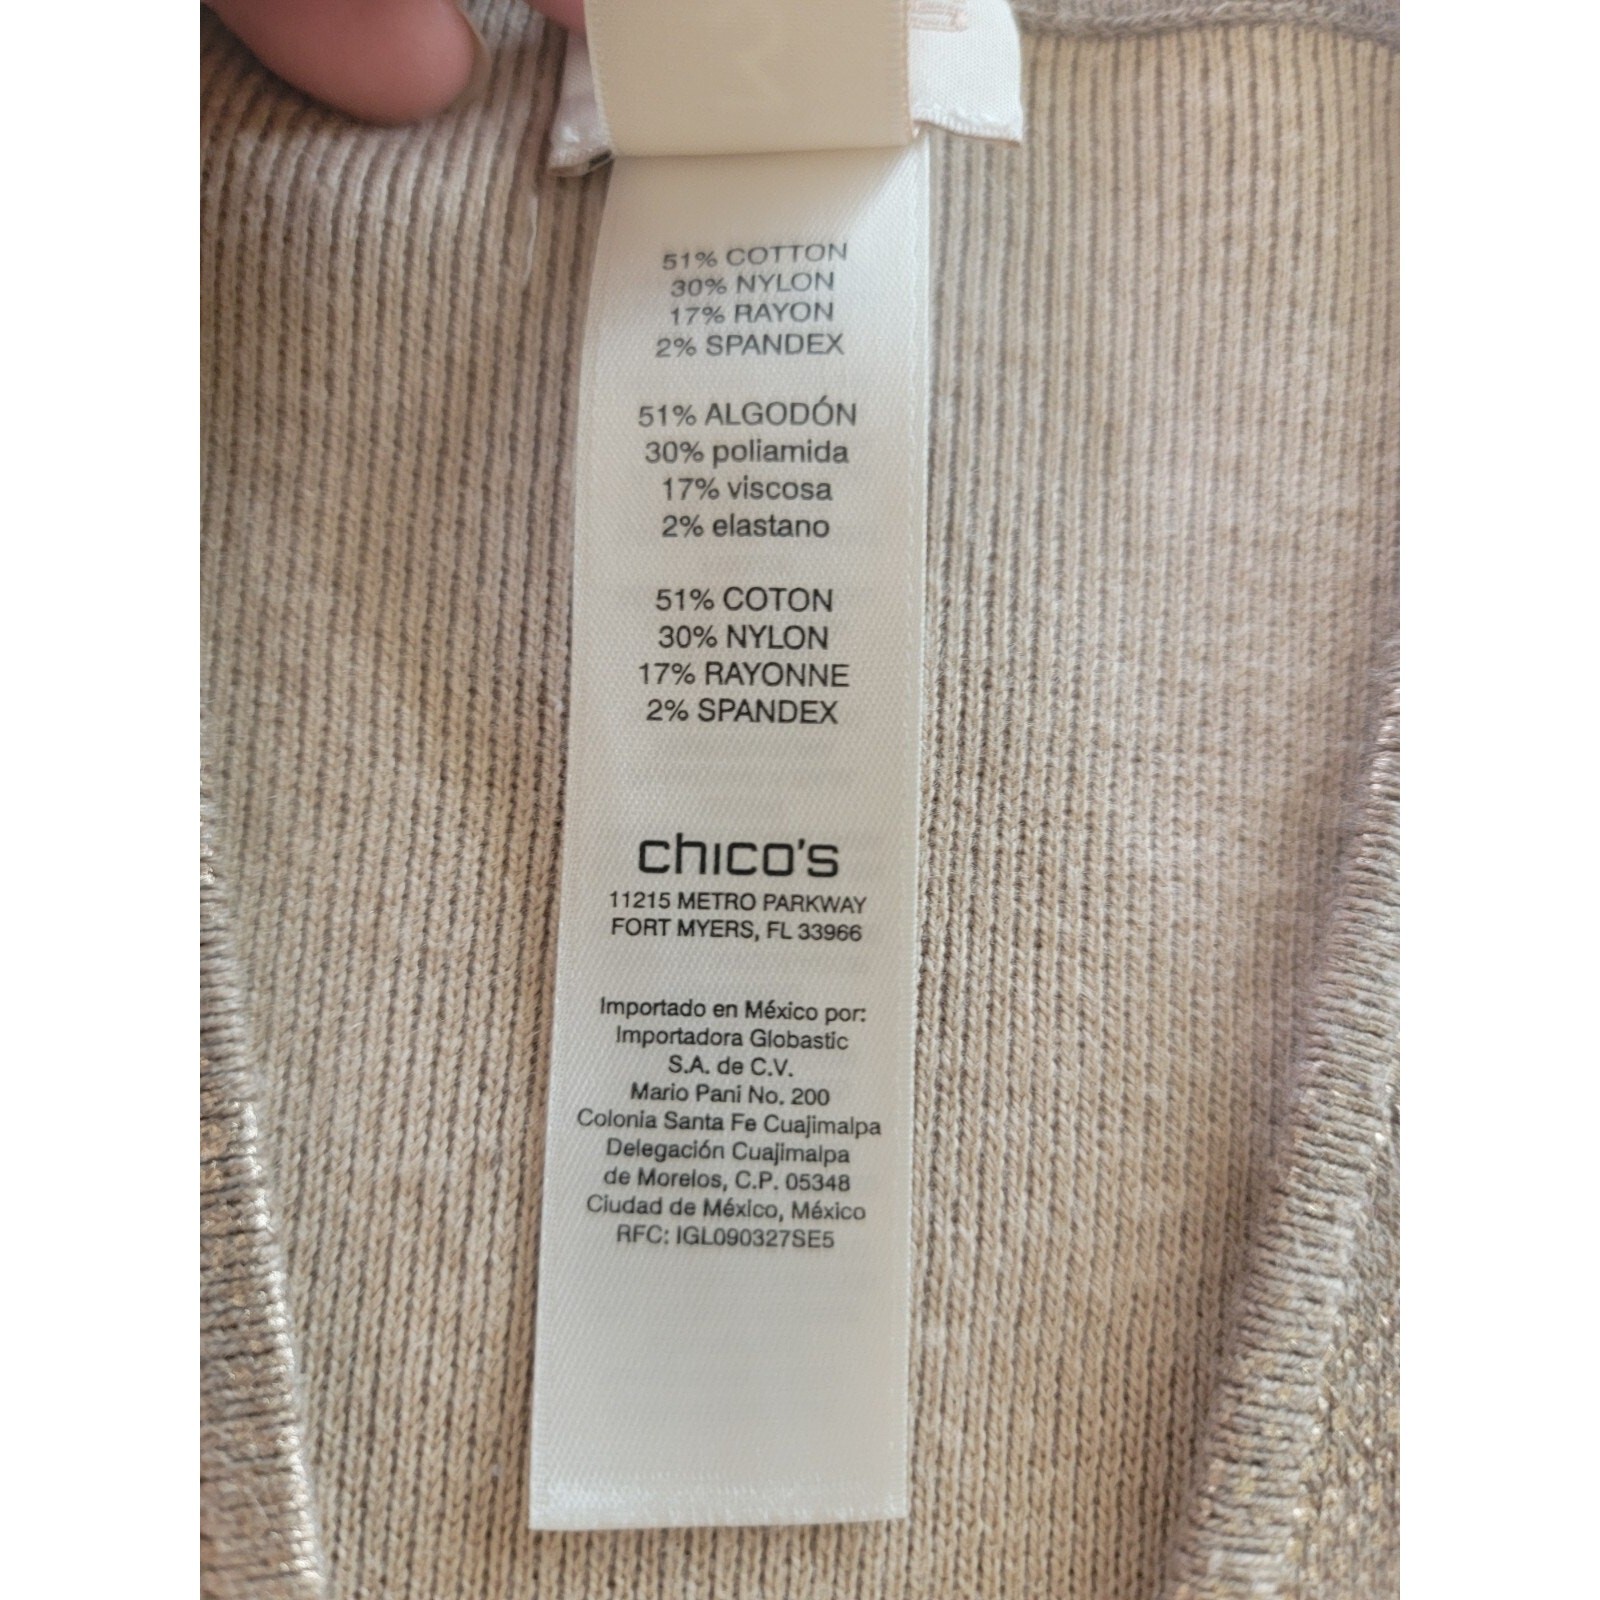 51% COTTON
30% NYLON
17% RAYON
2% SPANDEX
51% ALGODÓN
30% poliamida
17% viscosa
2% elastano
51% COTON
30% NYLON
17% RAYONNE
2% SPANDEX
chico's
11215 METRO PARKWAY
FORT MYERS, FL 33966
Importado en México por:
Importadora Globastic
S.A. de C.V.
Mario Pani No. 200
Colonia Santa Fe Cuajimalpa
Delegación Cuajimalpa
de Morelos, C.P. 05348
Ciudad de México, México
RFC: IGL090327SE5